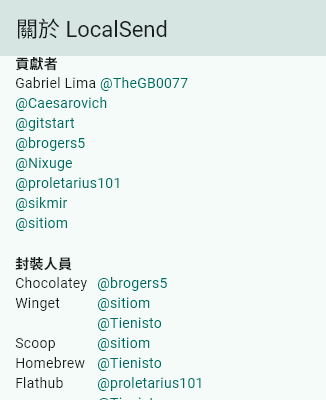 關於 LocalSend
貢獻者
Gabriel Lima @TheGB0077
@Caesarovich
@gitstart
@brogers5
@Nixuge
@proletarius101
@sikmir
@sitiom
封裝人員
Chocolatey @brogers5
Winget @sitiom
@Tienisto
Scoop @sitiom
Homebrew @Tienisto
Flathub @proletarius101